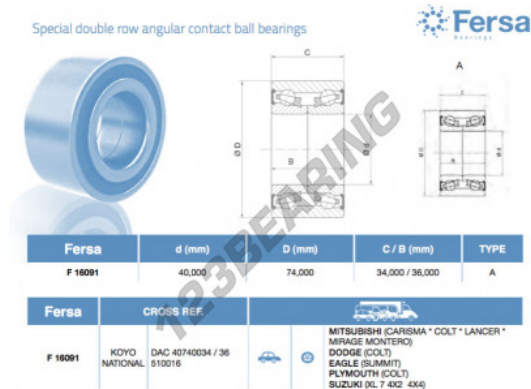 Special double row angular contact ball bearings
Fersa
Bearings
A
C
C
Ø D
B
Ø d
Ø D
B
Ø d
123BEARING
Fersa d (mm) D (mm) C / B (mm) TYPE
F 16091 40,000 74,000 34,000 / 36,000 A
Fersa CROSS REF.
F 16091
KOYO DAC 40740034 / 36
NATIONAL 510016
MITSUBISHI (CARISMA * COLT * LANCER *
MIRAGE MONTERO)
DODGE (COLT)
EAGLE (SUMMIT)
PLYMOUTH (COLT)
SUZUKI (XL 7 4X2 4X4)